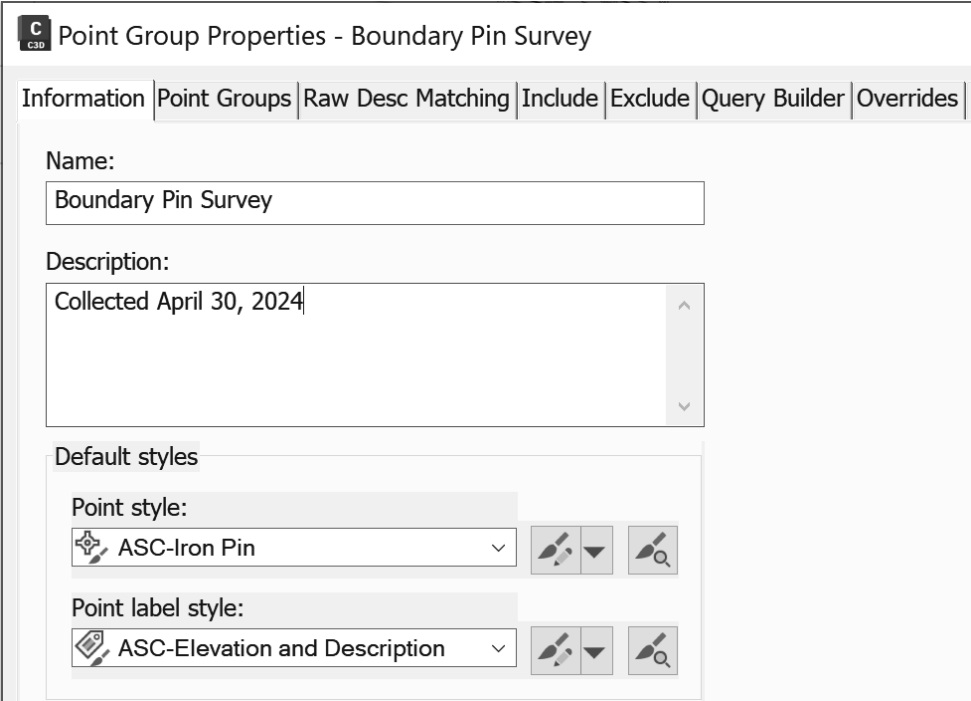 C
C3D
Point Group Properties - Boundary Pin Survey
Information Point Groups Raw Desc Matching Include Exclude Query Builder Overrides
Name:
Boundary Pin Survey
Description:
Collected April 30, 2024
Default styles
Point style:
ASC-Iron Pin
Point label style:
ASC-Elevation and Description